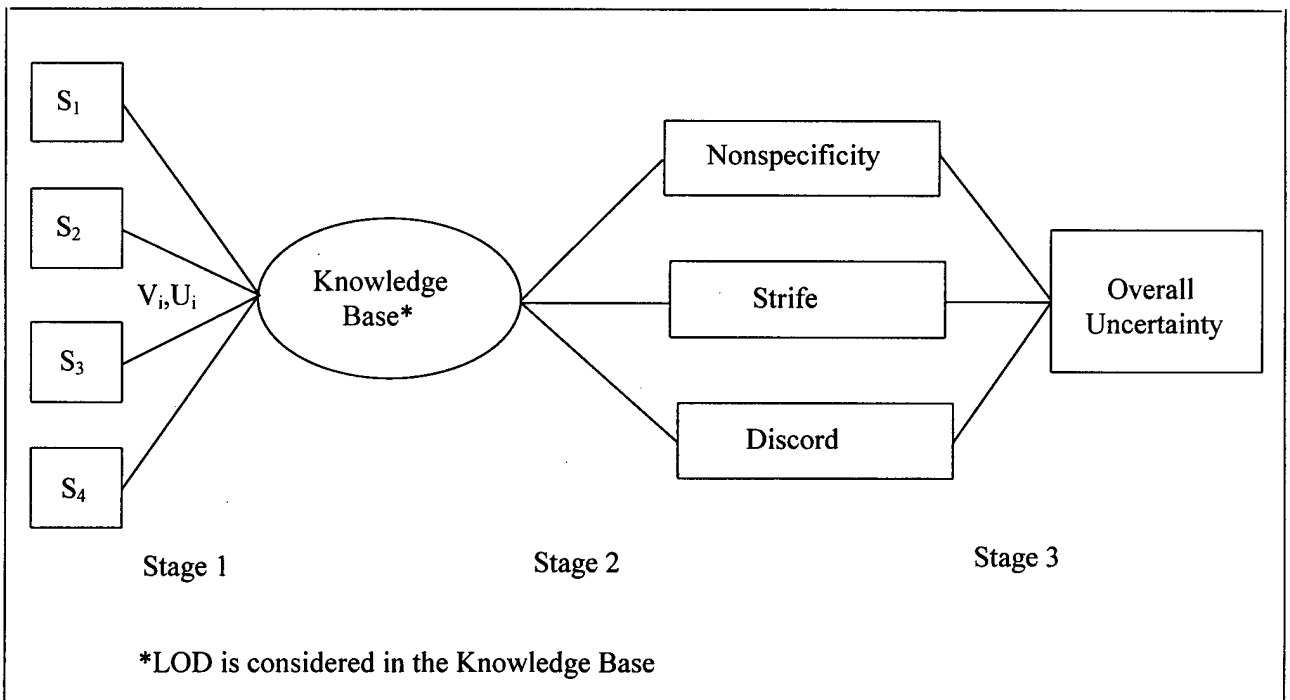 S₁
S₂
Vᵢ,Uᵢ
S₃
S₄
Knowledge
Base*
Nonspecificity
Strife
Discord
Overall
Uncertainty
Stage 1
Stage 2
Stage 3
*LOD is considered in the Knowledge Base